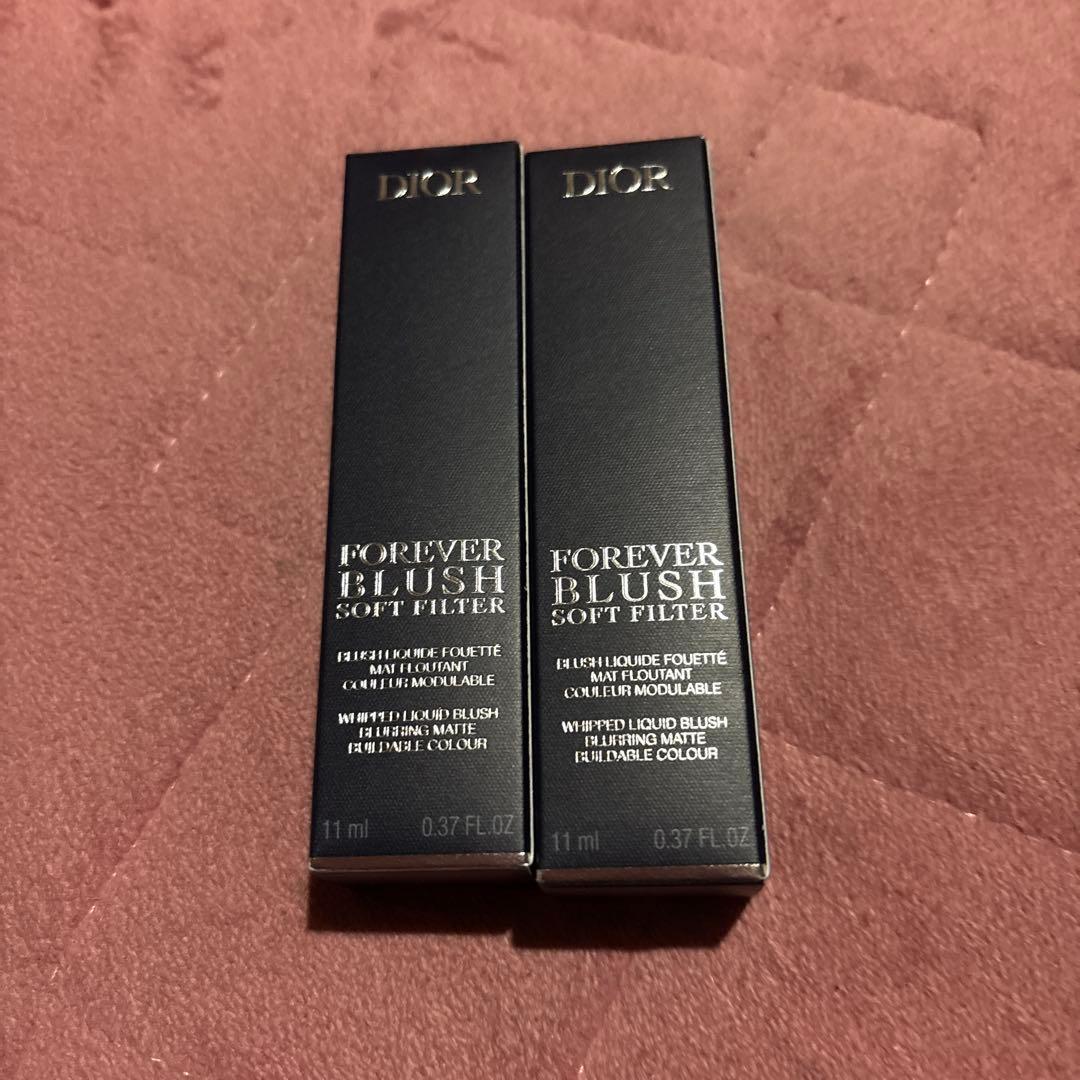 DIOR
FOREVER
BLUSH
SOFT FILTER
BLUSH LIQUIDE FOUETTÉ
MAT FLOUTANT
COULEUR MODULABLE
WHIPPED LIQUID BLUSH
BLURRING MATTE
BUILDABLE COLOUR
11 ml 0.37 FL.OZ
DIOR
FOREVER
BLUSH
SOFT FILTER
BLUSH LIQUIDE FOUETTÉ
MAT FLOUTANT
COULEUR MODULABLE
WHIPPED LIQUID BLUSH
BLURRING MATTE
BUILDABLE COLOUR
11 ml 0.37 FL.OZ